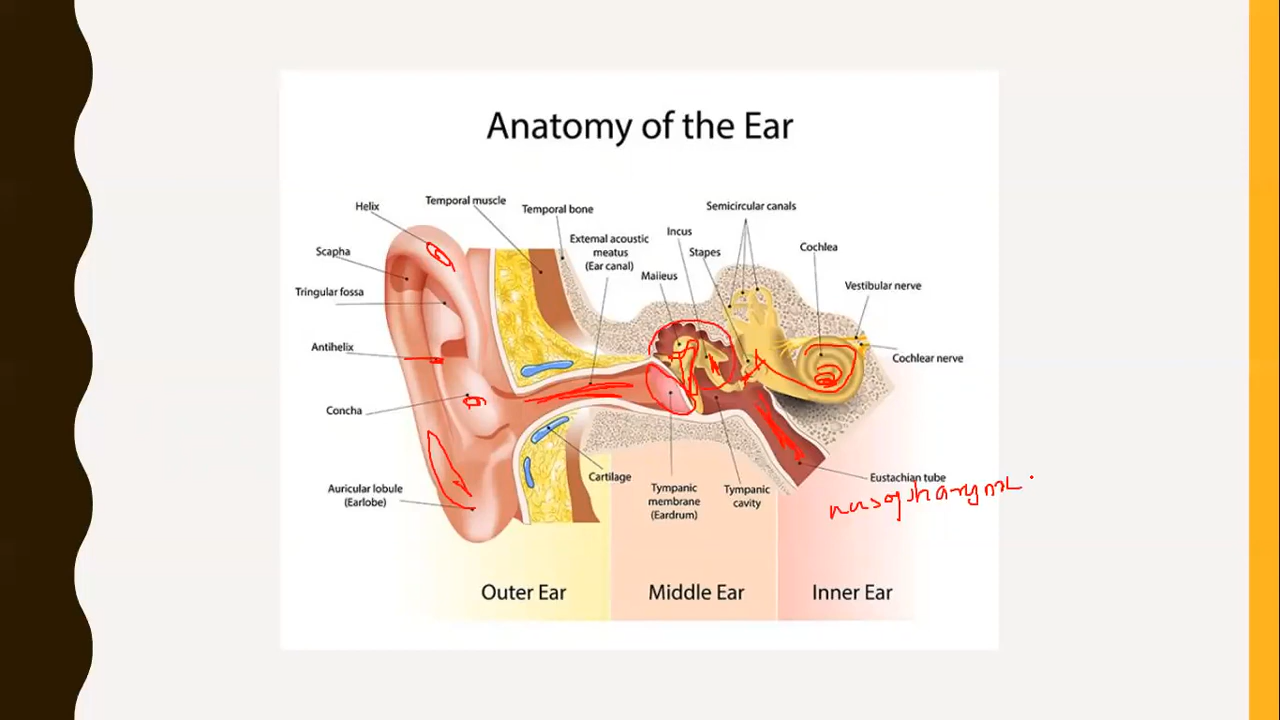 Anatomy of the Ear
Helix
Temporal muscle
Temporal bone
Semicircular canals
Incus
External acoustic
meatus
(Ear canal)
Stapes
Cochlea
Scapha
Maiieus
Vestibular nerve
Tringular fossa
Antihelix
Cochlear nerve
Concha
Cartilage
Eustachian tube
nasopharynx
Auricular lobule
(Earlobe)
Tympanic
membrane
(Eardrum)
Tympanic
cavity
Outer Ear
Middle Ear
Inner Ear